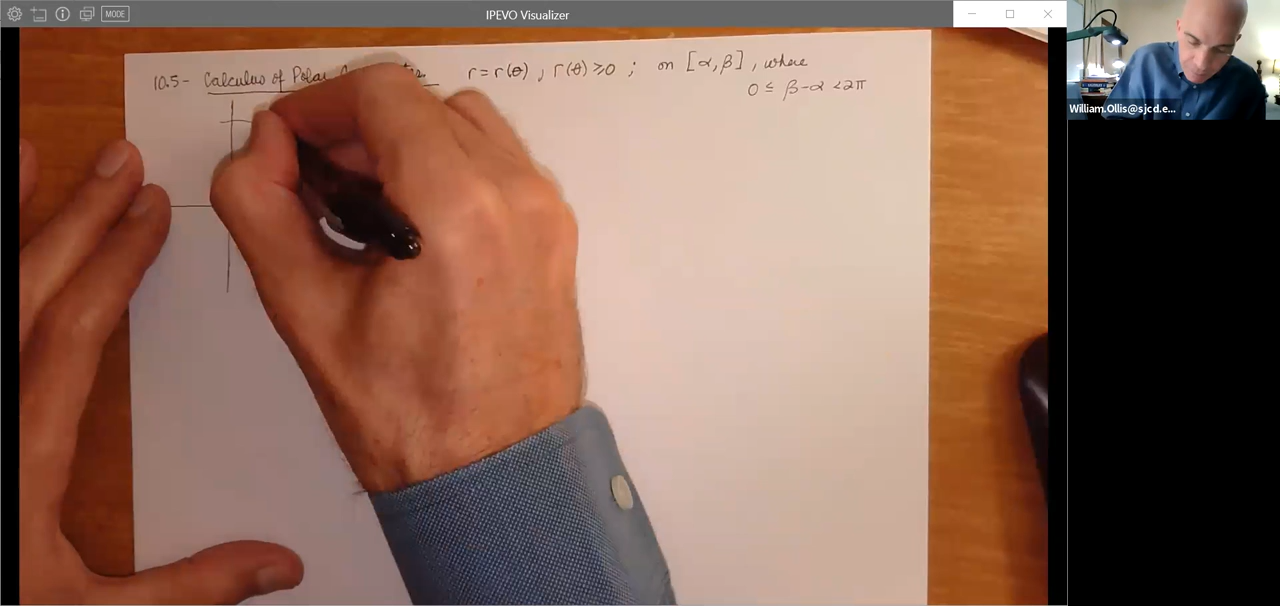 IPEVO Visualizer
MODE
10.5- Calculus of Polar
r=r(θ) , r(θ) ≥0 ; on [α,β] , where
0 ≤ β-α <2π
William.Ollis@sjcd.e...